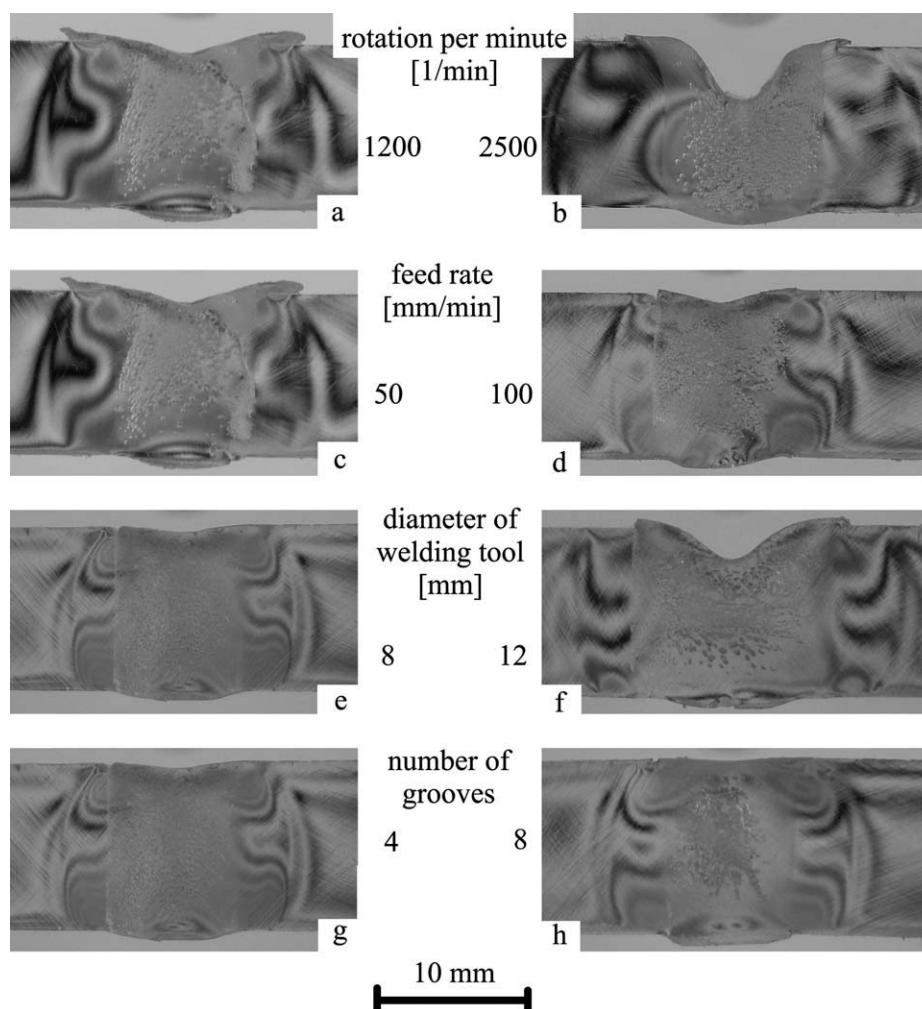 rotation per minute
[1/min]
1200 2500
a b
feed rate
[mm/min]
50 100
c d
diameter of
welding tool
[mm]
8 12
e f
number of
grooves
4 8
g h
10 mm